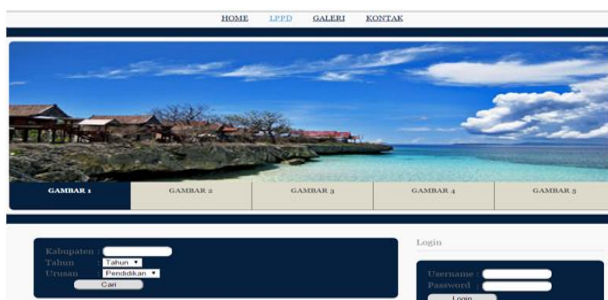 HOME LPPD GALERI KONTAK
GAMBAR 1 GAMBAR 2 GAMBAR 3 GAMBAR 4 GAMBAR 5
Kabupaten :
Tahun : Tahun
Urusan : Pendidikan
Cari
Login
Username :
Password :
Login